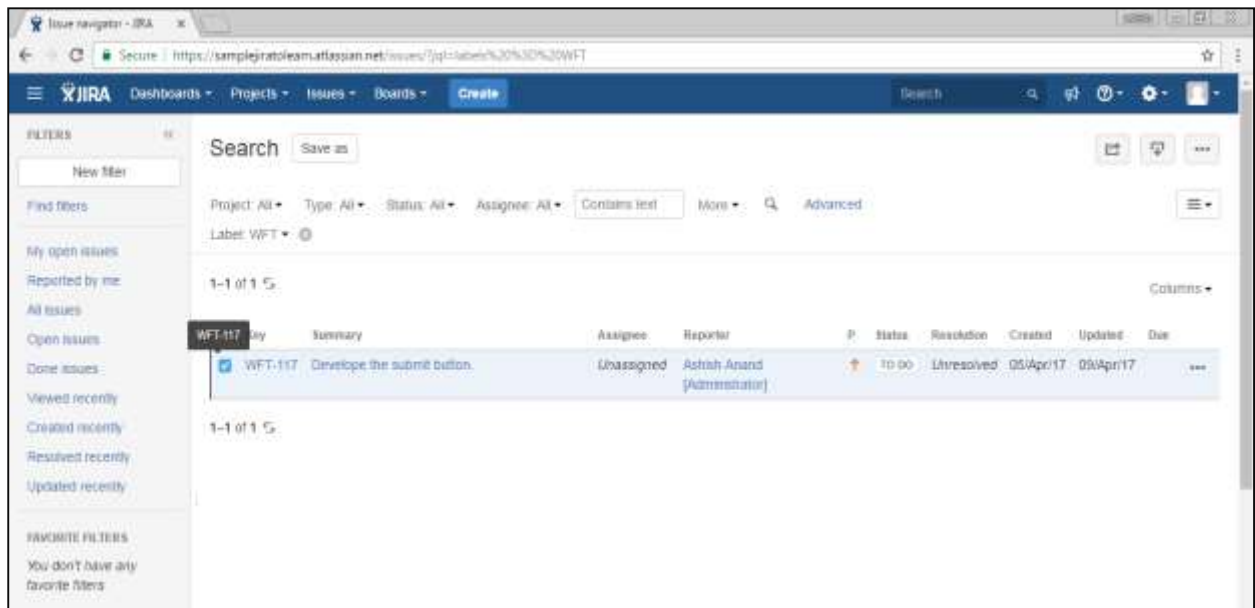 Issue navigator - JIRA
Secure https://samplejiratolearn.atlassian.net/issues/?jql=labels%20%3D%20WFT
JIRA Dashboards Projects Issues Boards Create Search
FILTERS
New filter
Find filters
My open issues
Reported by me
All issues
Open issues
Done issues
Viewed recently
Created recently
Resolved recently
Updated recently
FAVORITE FILTERS
You don't have any
favorite filters
Search Save as
Project: All Type: All Status: All Assignee: All Contains text More Advanced
Label: WFT
1–1 of 1
Columns
WFT-117 Key Summary Assignee Reporter P Status Resolution Created Updated Due
WFT-117 Develope the submit button. Unassigned Ashish Anand TO DO Unresolved 05/Apr/17 09/Apr/17
[Administrator]
1–1 of 1